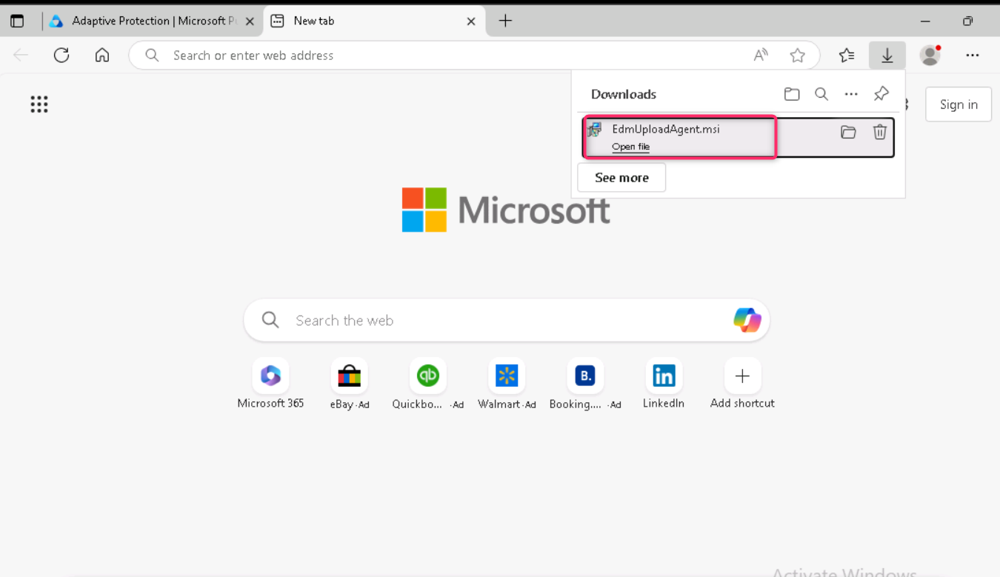 Adaptive Protection | Microsoft P
New tab
Search or enter web address
Downloads
Sign in
EdmUploadAgent.msi
Open file
See more
Microsoft
Search the web
Microsoft 365
eBay · Ad
Quickbo... · Ad
Walmart · Ad
Booking.... · Ad
LinkedIn
Add shortcut
Activate Windows